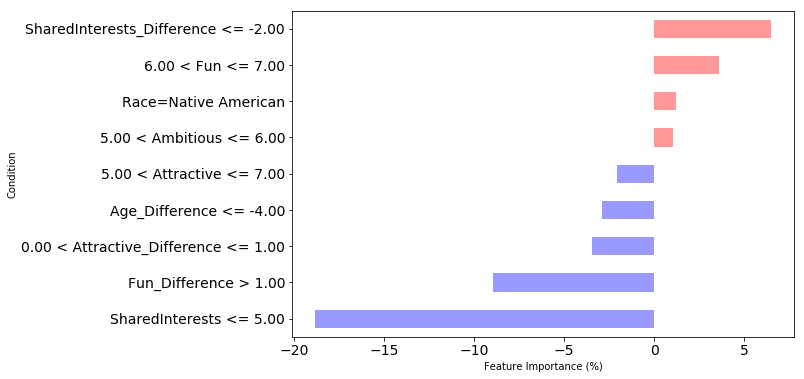 SharedInterests_Difference <= -2.00
6.00 < Fun <= 7.00
Race=Native American
5.00 < Ambitious <= 6.00
5.00 < Attractive <= 7.00
Age_Difference <= -4.00
0.00 < Attractive_Difference <= 1.00
Fun_Difference > 1.00
SharedInterests <= 5.00
Condition
−20 −15 −10 −5 0 5
Feature Importance (%)